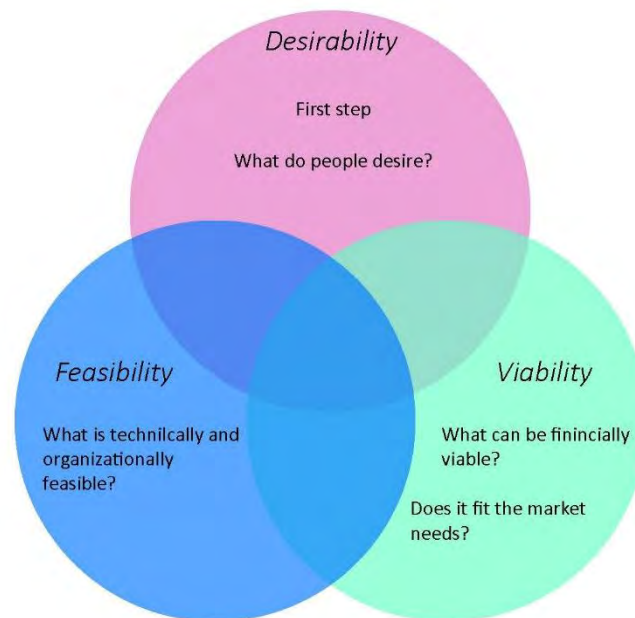 Desirability
First step
What do people desire?
Feasibility
What is technilcally and
organizationally
feasible?
Viability
What can be finincially
viable?
Does it fit the market
needs?